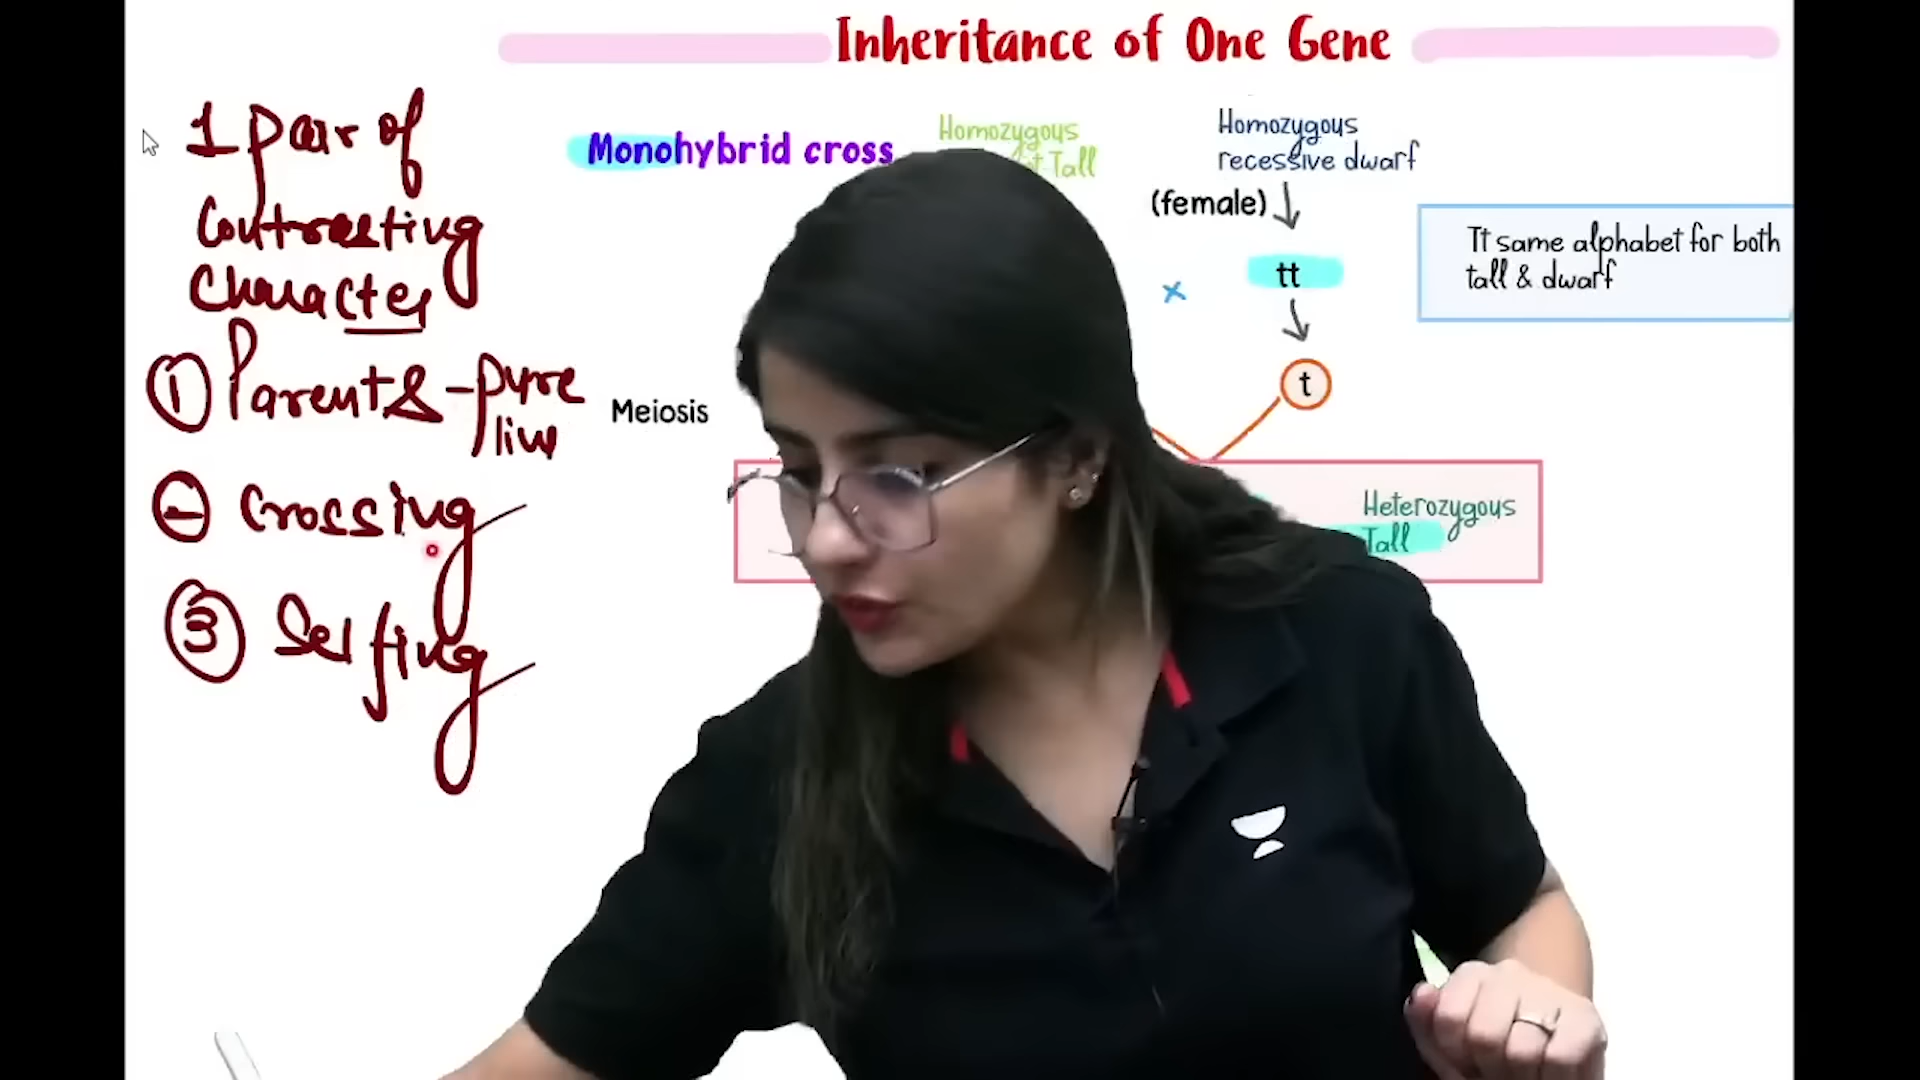 Inheritance of One Gene
1 pair of
Contrasting
Character
① Parents - pure
line
② Crossing
③ Selfing
Monohybrid cross
Homozygous
Tall
Homozygous
recessive dwarf
(female)
tt
x
t
Tt same alphabet for both
tall & dwarf
Meiosis
Heterozygous
Tall